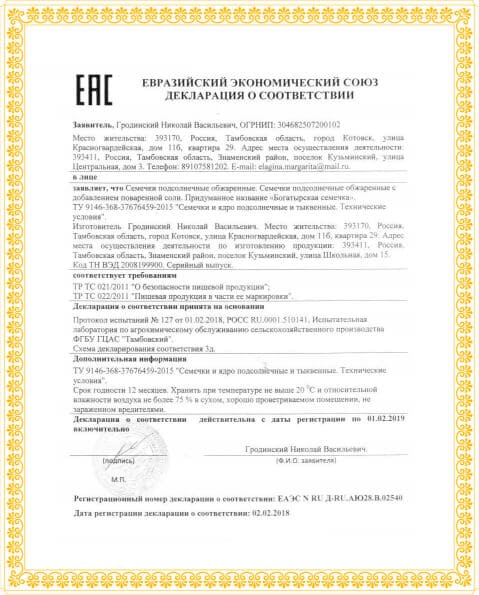 EAC
ЕВРАЗИЙСКИЙ ЭКОНОМИЧЕСКИЙ СОЮЗ
ДЕКЛАРАЦИЯ О СООТВЕТСТВИИ
Заявитель, Гродинский Николай Васильевич, ОГРНИП: 304682507200102
Место жительства: 393170, Россия, Тамбовская область, город Котовск, улица
Красногвардейская, дом 11б, квартира 29. Адрес места осуществления деятельности:
393411, Россия, Тамбовская область, Знаменский район, поселок Кузьминский, улица
Центральная, дом 3. Телефон: 89107581202. E-mail: elagina.margarita@mail.ru.
в лице
заявляет, что Семечки подсолнечные обжаренные. Семечки подсолнечные обжаренные с
добавлением поваренной соли. Придуманное название «Богатырская семечка».
ТУ 9146-368-37676459-2015 "Семечки и ядро подсолнечные и тыквенные. Технические
условия".
Изготовитель Гродинский Николай Васильевич. Место жительства: 393170, Россия,
Тамбовская область, город Котовск, улица Красногвардейская, дом 11б, квартира 29. Адрес
места осуществления деятельности по изготовлению продукции: 393411, Россия,
Тамбовская область, Знаменский район, поселок Кузьминский, улица Школьная, дом 15.
Код ТН ВЭД 2008199900. Серийный выпуск.
соответствует требованиям
ТР ТС 021/2011 "О безопасности пищевой продукции";
ТР ТС 022/2011 "Пищевая продукция в части ее маркировки".
Декларация о соответствии принята на основании
Протокол испытаний № 127 от 01.02.2018, РОСС RU.0001.510141, Испытательная
лаборатория по агрохимическому обслуживанию сельскохозяйственного производства
ФГБУ ГЦАС "Тамбовский".
Схема декларирования соответствия 3д.
Дополнительная информация
ТУ 9146-368-37676459-2015 "Семечки и ядро подсолнечные и тыквенные. Технические
условия".
Срок годности 12 месяцев. Хранить при температуре не выше 20 °С и относительной
влажности воздуха не более 75 % в сухом, хорошо проветриваемом помещении, не
зараженном вредителями.
Декларация о соответствии действительна с даты регистрации по 01.02.2019
включительно
Гродинский Николай Васильевич.
(подпись) (Ф.И.О. заявителя)
М.П.
Регистрационный номер декларации о соответствии: ЕАЭС N RU Д-RU.АЮ28.В.02540
Дата регистрации декларации о соответствии: 02.02.2018